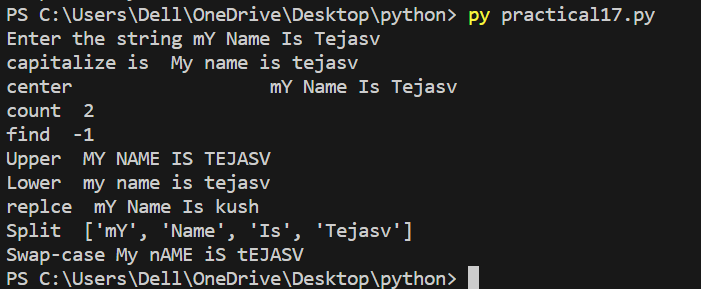 PS C:\Users\Dell\OneDrive\Desktop\python> py practical17.py
Enter the string mY Name Is Tejasv
capitalize is  My name is tejasv
center                 mY Name Is Tejasv
count  2
find  -1
Upper  MY NAME IS TEJASV
Lower  my name is tejasv
replce  mY Name Is kush
Split  ['mY', 'Name', 'Is', 'Tejasv']
Swap-case My nAME iS tEJASV
PS C:\Users\Dell\OneDrive\Desktop\python>